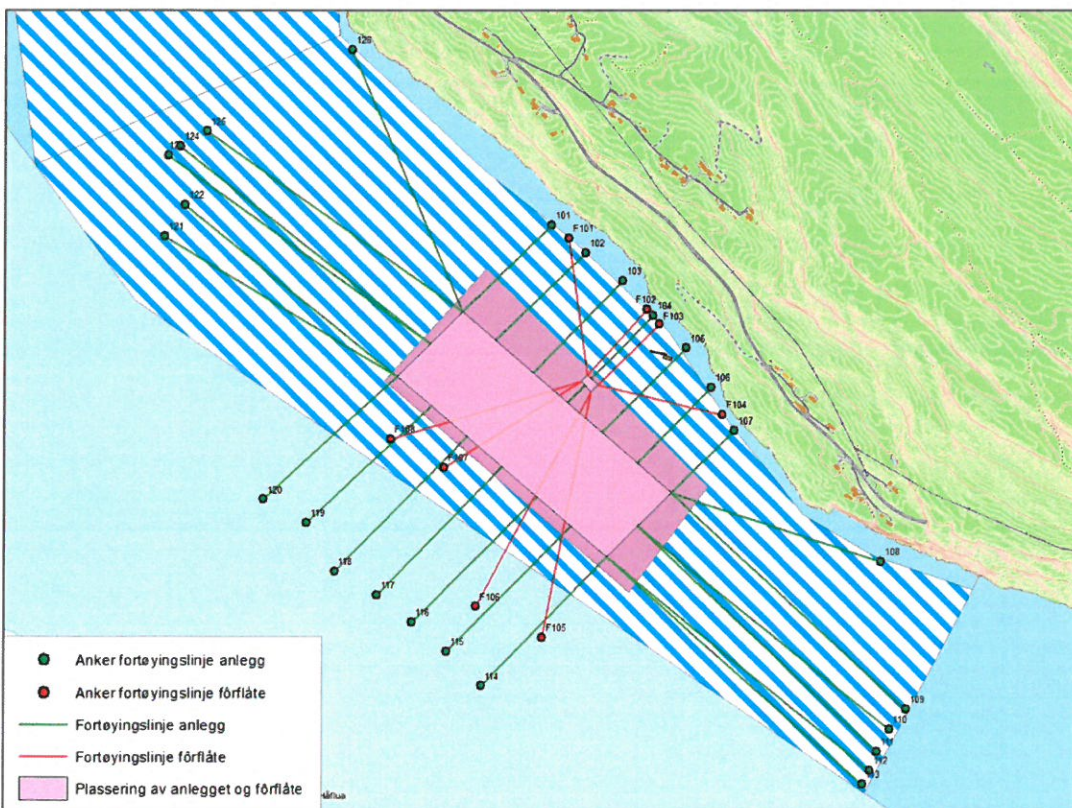 124
122
121
101
F101
102
103
F102
F103
105
106
F104
107
F108
F107
120
119
118
117
116
115
114
F106
F105
108
109
110
112
Anker fortøyingslinje anlegg
Anker fortøyingslinje fôrflåte
Fortøyingslinje anlegg
Fortøyingslinje fôrflåte
Plassering av anlegget og fôrflåte